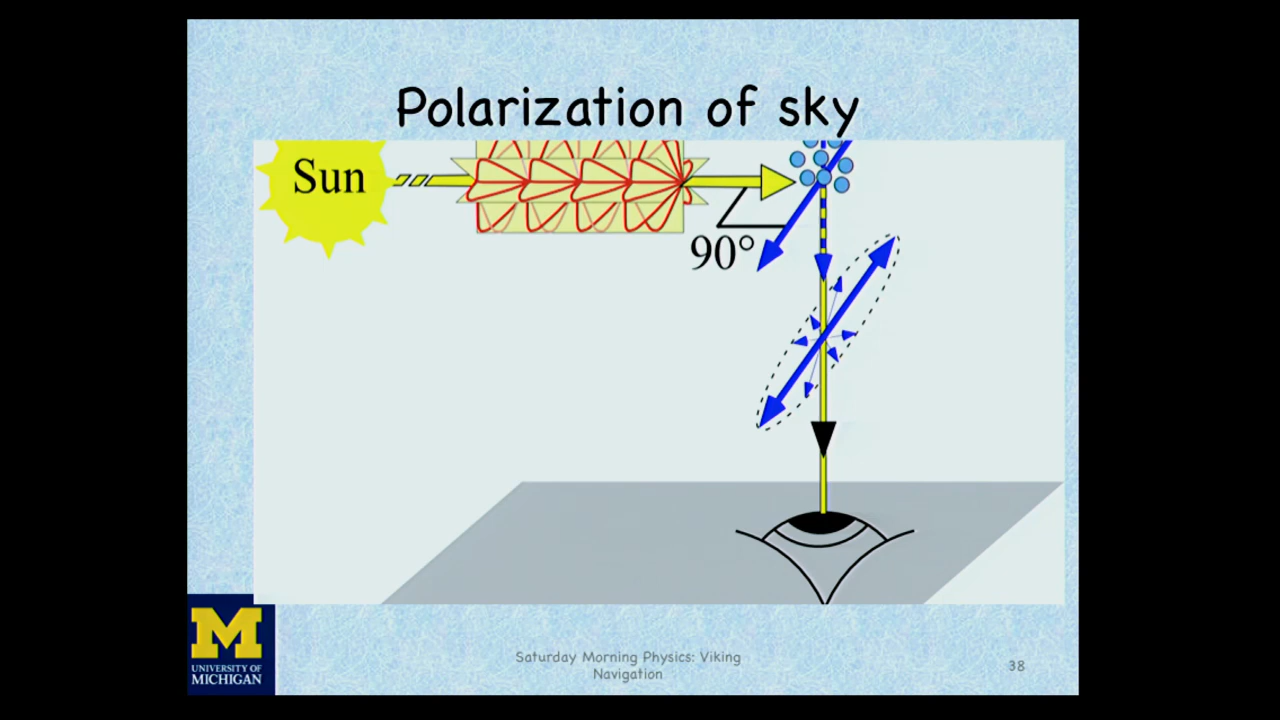 Polarization of sky
Sun
90°
M
UNIVERSITY OF
MICHIGAN
Saturday Morning Physics: Viking
Navigation
38